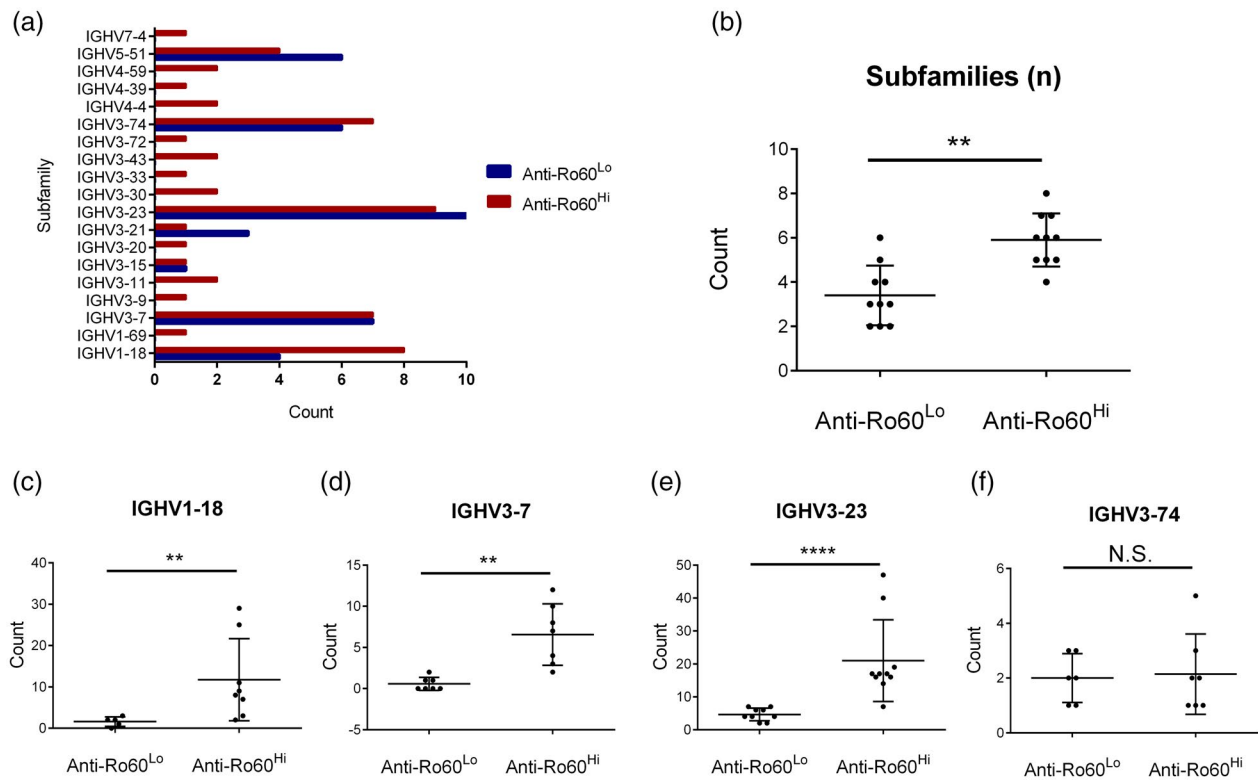 (a)
Subfamily
IGHV7-4
IGHV5-51
IGHV4-59
IGHV4-39
IGHV4-4
IGHV3-74
IGHV3-72
IGHV3-43
IGHV3-33
IGHV3-30
IGHV3-23
IGHV3-21
IGHV3-20
IGHV3-15
IGHV3-11
IGHV3-9
IGHV3-7
IGHV1-69
IGHV1-18
0 2 4 6 8 10
Count
Anti-Ro60Lo
Anti-Ro60Hi
(b)
Subfamilies (n)
**
Count
10
8
6
4
2
0
Anti-Ro60Lo Anti-Ro60Hi
(c)
IGHV1-18
**
Count
40
30
20
10
0
Anti-Ro60Lo Anti-Ro60Hi
(d)
IGHV3-7
**
Count
15
10
5
0
-5
Anti-Ro60Lo Anti-Ro60Hi
(e)
IGHV3-23
****
Count
50
40
30
20
10
0
Anti-Ro60Lo Anti-Ro60Hi
(f)
IGHV3-74
N.S.
Count
6
4
2
0
Anti-Ro60Lo Anti-Ro60Hi